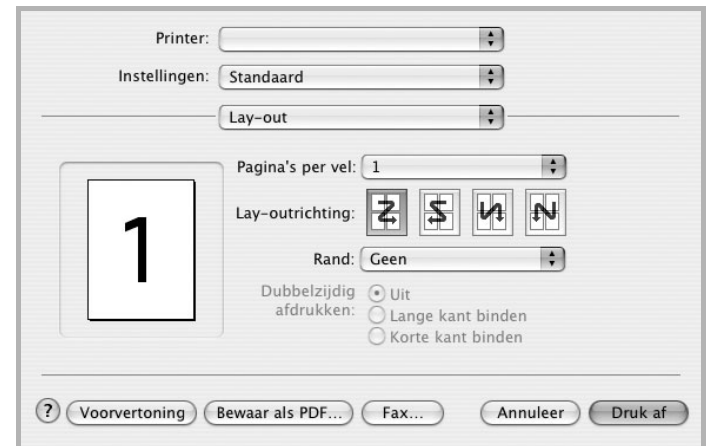 Printer:
Instellingen: Standaard
Lay-out
Pagina's per vel: 1
1
Lay-outrichting:
Rand: Geen
Dubbelzijdig afdrukken:
Uit
Lange kant binden
Korte kant binden
? Voorvertoning Bewaar als PDF... Fax... Annuleer Druk af